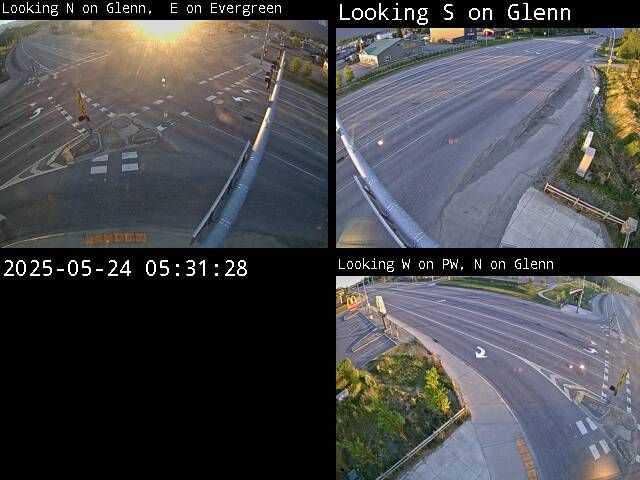 Looking N on Glenn,  E on Evergreen
Looking S on Glenn
2025-05-24 05:31:28
Looking W on PW, N on Glenn